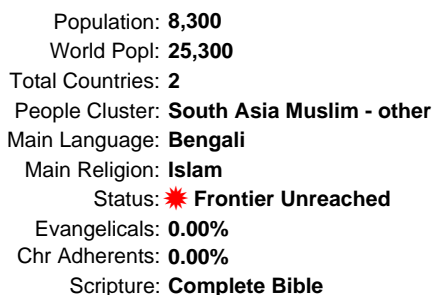 Population: 8,300
World Popl: 25,300
Total Countries: 2
People Cluster: South Asia Muslim - other
Main Language: Bengali
Main Religion: Islam
Status: Frontier Unreached
Evangelicals: 0.00%
Chr Adherents: 0.00%
Scripture: Complete Bible